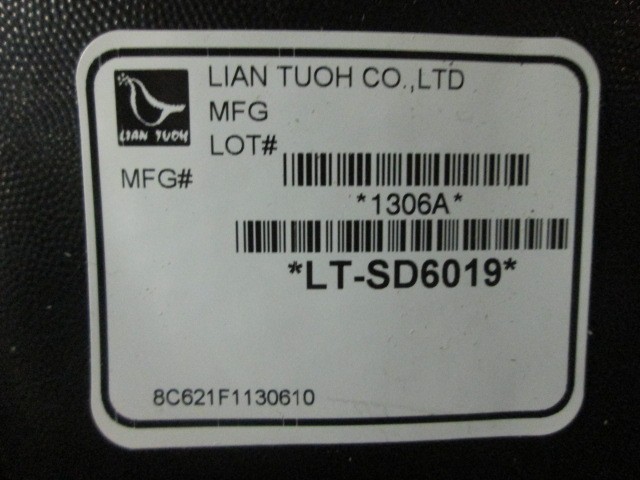 LIAN TUOH
LIAN TUOH CO.,LTD
MFG
LOT#
*1306A*
MFG#
*LT-SD6019*
8C621F1130610